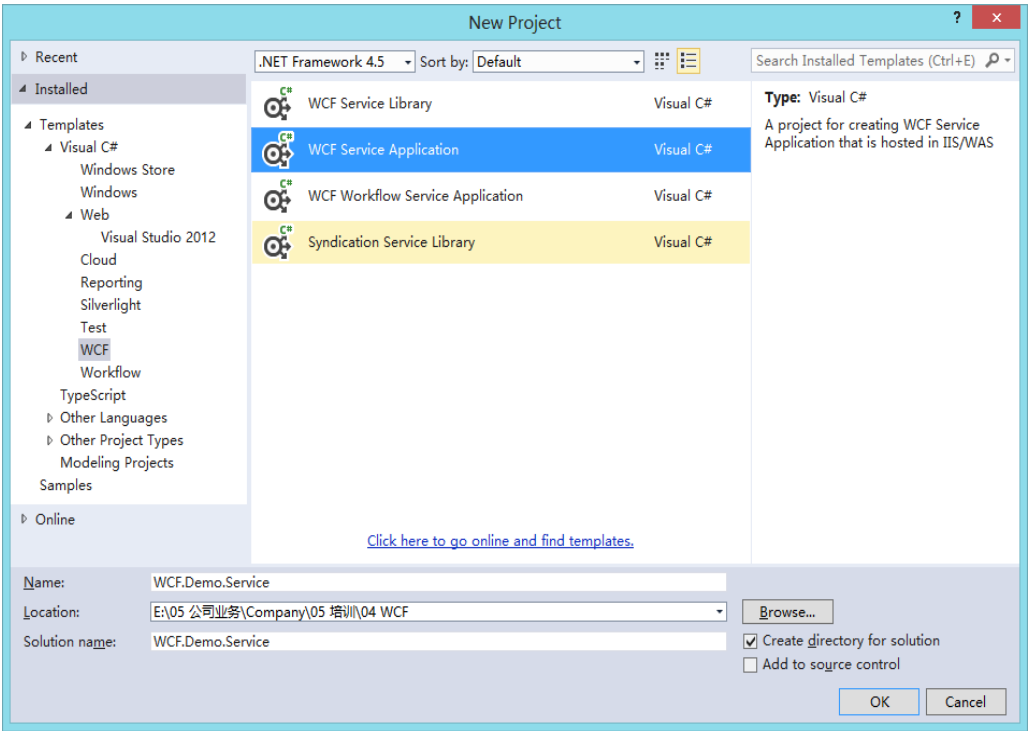 New Project
? ×
Recent
Installed
Templates
Visual C#
Windows Store
Windows
Web
Visual Studio 2012
Cloud
Reporting
Silverlight
Test
WCF
Workflow
TypeScript
Other Languages
Other Project Types
Modeling Projects
Samples
Online
.NET Framework 4.5 Sort by: Default
C# WCF Service Library Visual C#
C# WCF Service Application Visual C#
C# WCF Workflow Service Application Visual C#
C# Syndication Service Library Visual C#
Click here to go online and find templates.
Search Installed Templates (Ctrl+E)
Type: Visual C#
A project for creating WCF Service
Application that is hosted in IIS/WAS
Name: WCF.Demo.Service
Location: E:\05 公司业务\Company\05 培训\04 WCF Browse...
Solution name: WCF.Demo.Service
Create directory for solution
Add to source control
OK Cancel